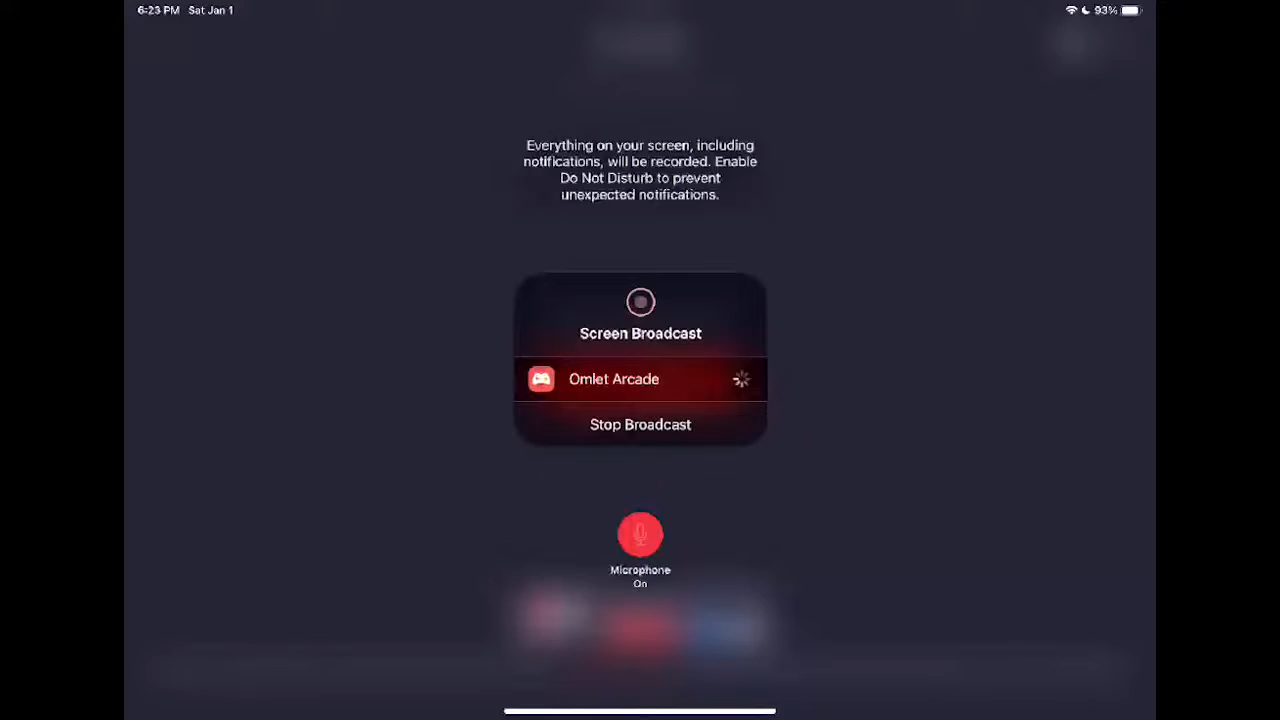 6:23 PM Sat Jan 1
93%
Everything on your screen, including
notifications, will be recorded. Enable
Do Not Disturb to prevent
unexpected notifications.
Screen Broadcast
Omlet Arcade
Stop Broadcast
Microphone
On